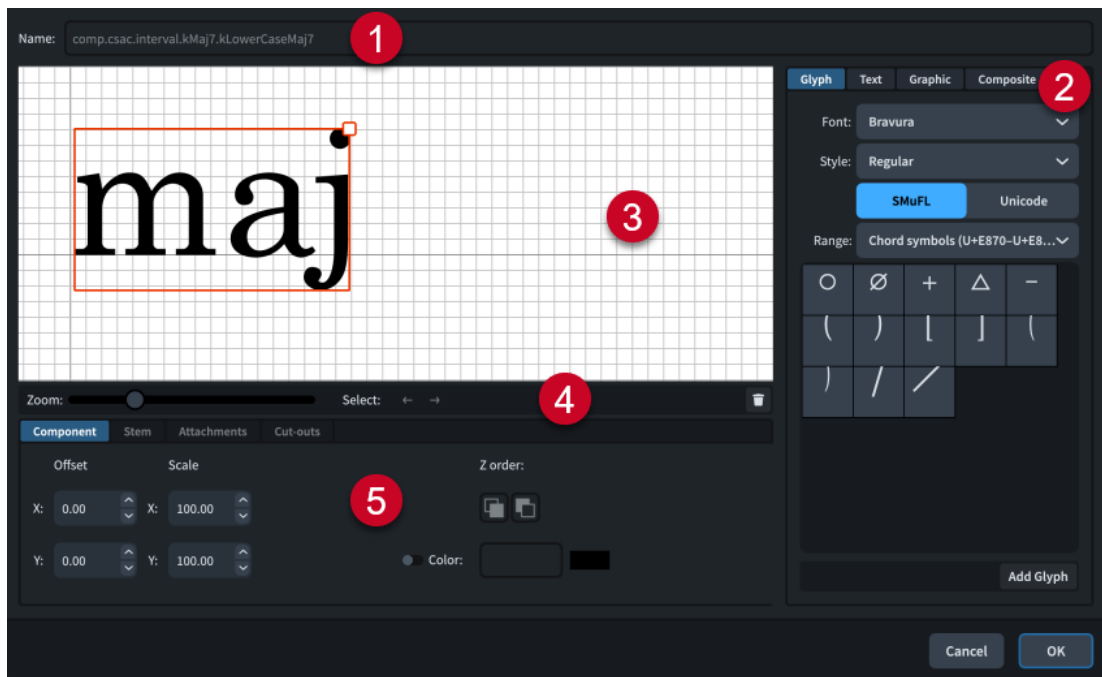 Name: comp.csac.interval.kMaj7.kLowerCaseMaj7
1
Glyph Text Graphic Composite
2
maj
3
Font: Bravura
Style: Regular
SMuFL Unicode
Range: Chord symbols (U+E870–U+E8...
Zoom: Select: ← →
4
Component Stem Attachments Cut-outs
Offset Scale Z order:
X: 0.00 X: 100.00
5
Y: 0.00 Y: 100.00 Color:
Add Glyph
Cancel OK